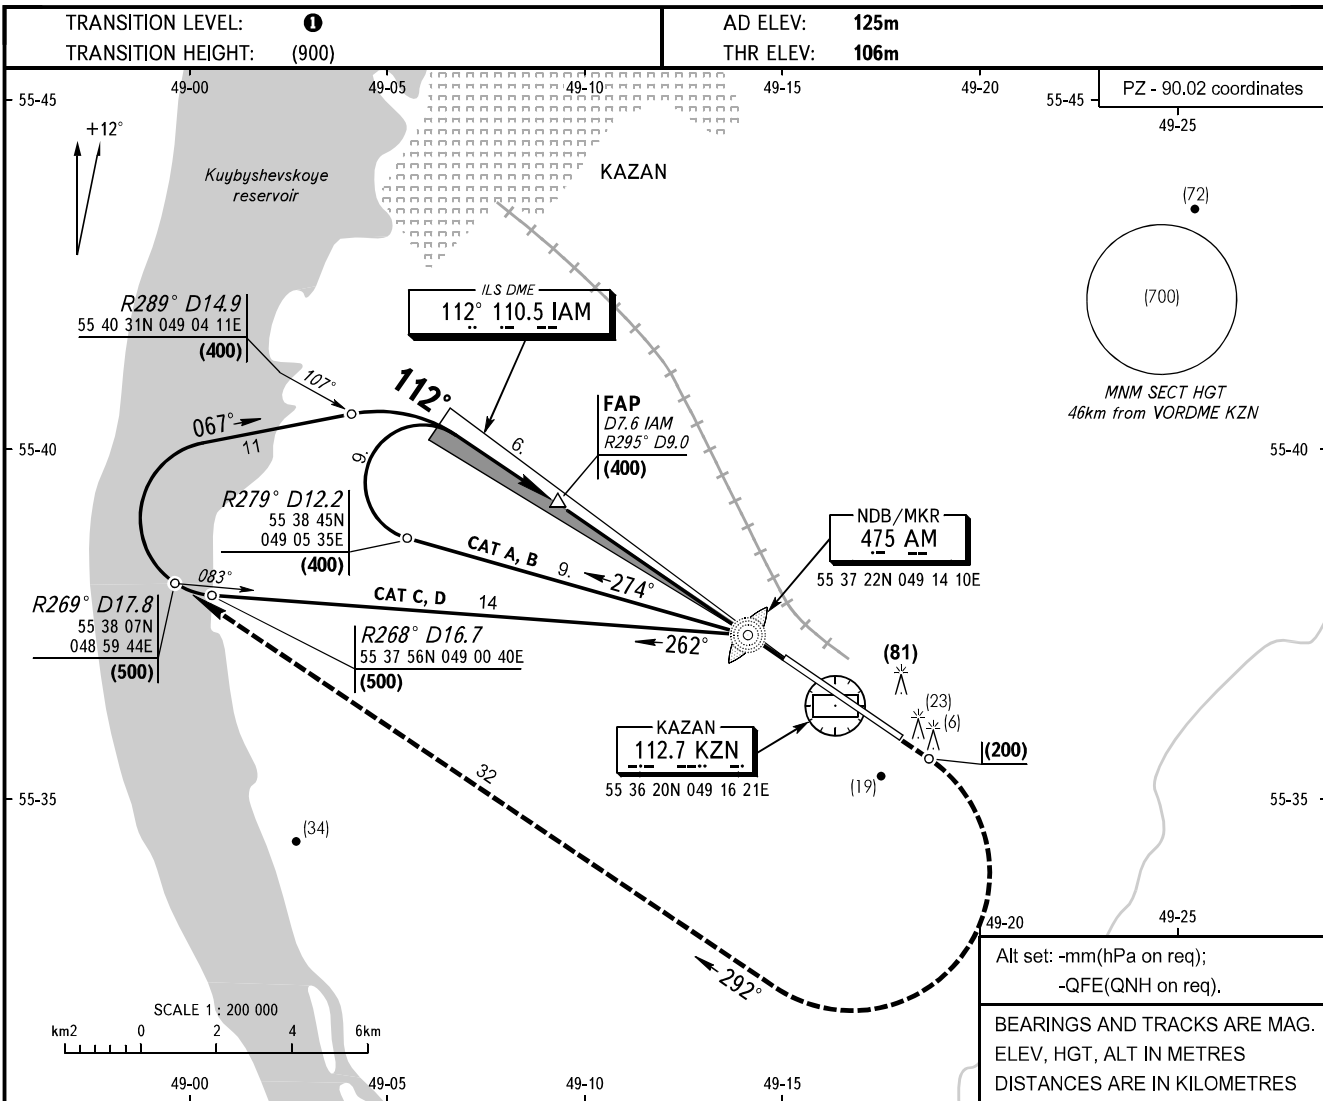 TRANSITION LEVEL: ❶
TRANSITION HEIGHT: (900)
AD ELEV: 125m
THR ELEV: 106m
49-00 49-05 49-10 49-15 49-20
PZ - 90.02 coordinates
55-45
55-45
49-25
+12°
Kuybyshevskoye
reservoir
KAZAN
(72)
(700)
MNM SECT HGT
46km from VORDME KZN
R289° D14.9
55 40 31N 049 04 11E
(400)
ILS DME
112° 110.5 IAM
107°
112°
067°
11
FAP
D7.6 IAM
R295° D9.0
(400)
6.
9.
55-40
55-40
R279° D12.2
55 38 45N
049 05 35E
(400)
CAT A, B
9.
274°
NDB/MKR
475 AM
55 37 22N 049 14 10E
083°
CAT C, D
14
262°
R269° D17.8
55 38 07N
048 59 44E
(500)
R268° D16.7
55 37 56N 049 00 40E
(500)
(81)
(23)
(6)
(200)
KAZAN
112.7 KZN
55 36 20N 049 16 21E
(19)
32
55-35
55-35
(34)
292°
49-20
49-25
Alt set: -mm(hPa on req);
-QFE(QNH on req).
SCALE 1 : 200 000
km2 0 2 4 6km
BEARINGS AND TRACKS ARE MAG.
ELEV, HGT, ALT IN METRES
DISTANCES ARE IN KILOMETRES
49-00 49-05 49-10 49-15